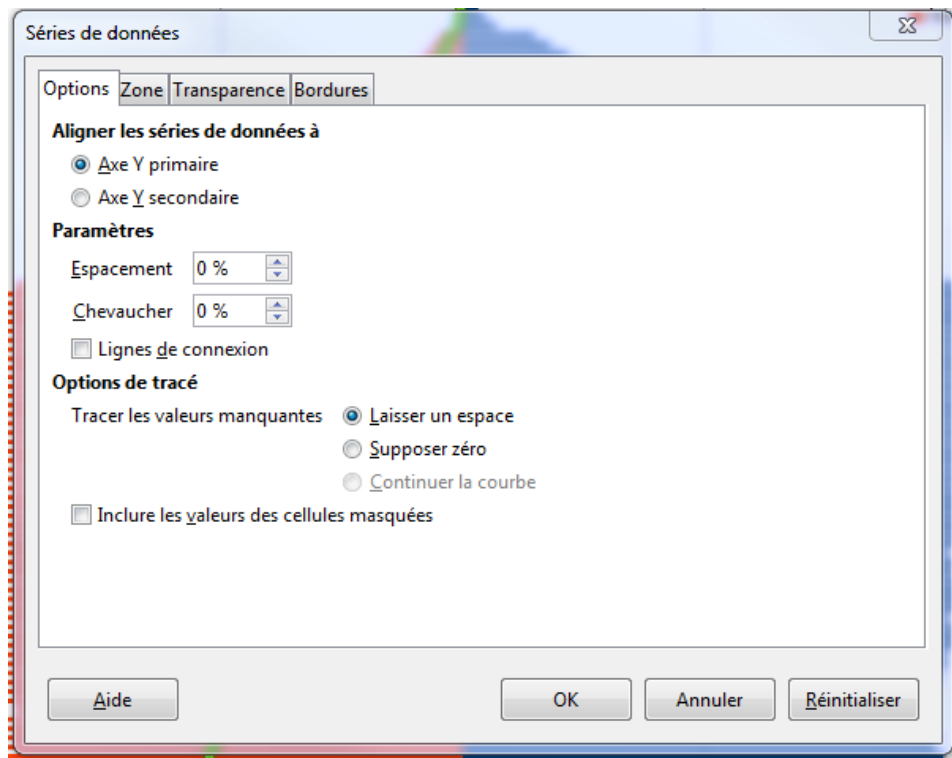 Séries de données
Options Zone Transparence Bordures
Aligner les séries de données à
Axe Y primaire
Axe Y secondaire
Paramètres
Espacement 0 %
Chevaucher 0 %
Lignes de connexion
Options de tracé
Tracer les valeurs manquantes Laisser un espace
Supposer zéro
Continuer la courbe
Inclure les valeurs des cellules masquées
Aide OK Annuler Réinitialiser